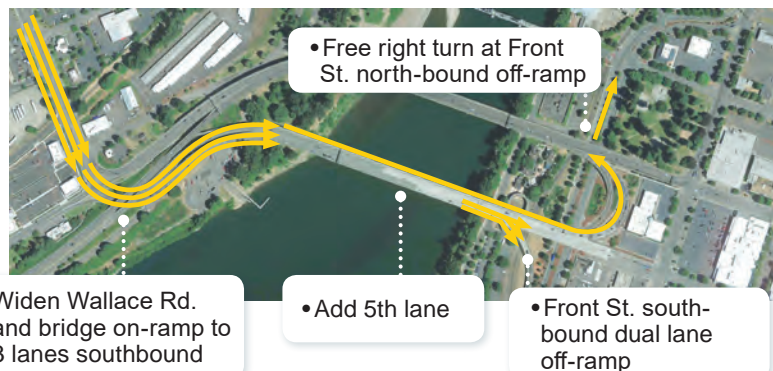 •Free right turn at Front
St. north-bound off-ramp
Widen Wallace Rd.
and bridge on-ramp to
3 lanes southbound
•Add 5th lane
•Front St. south-
bound dual lane
off-ramp